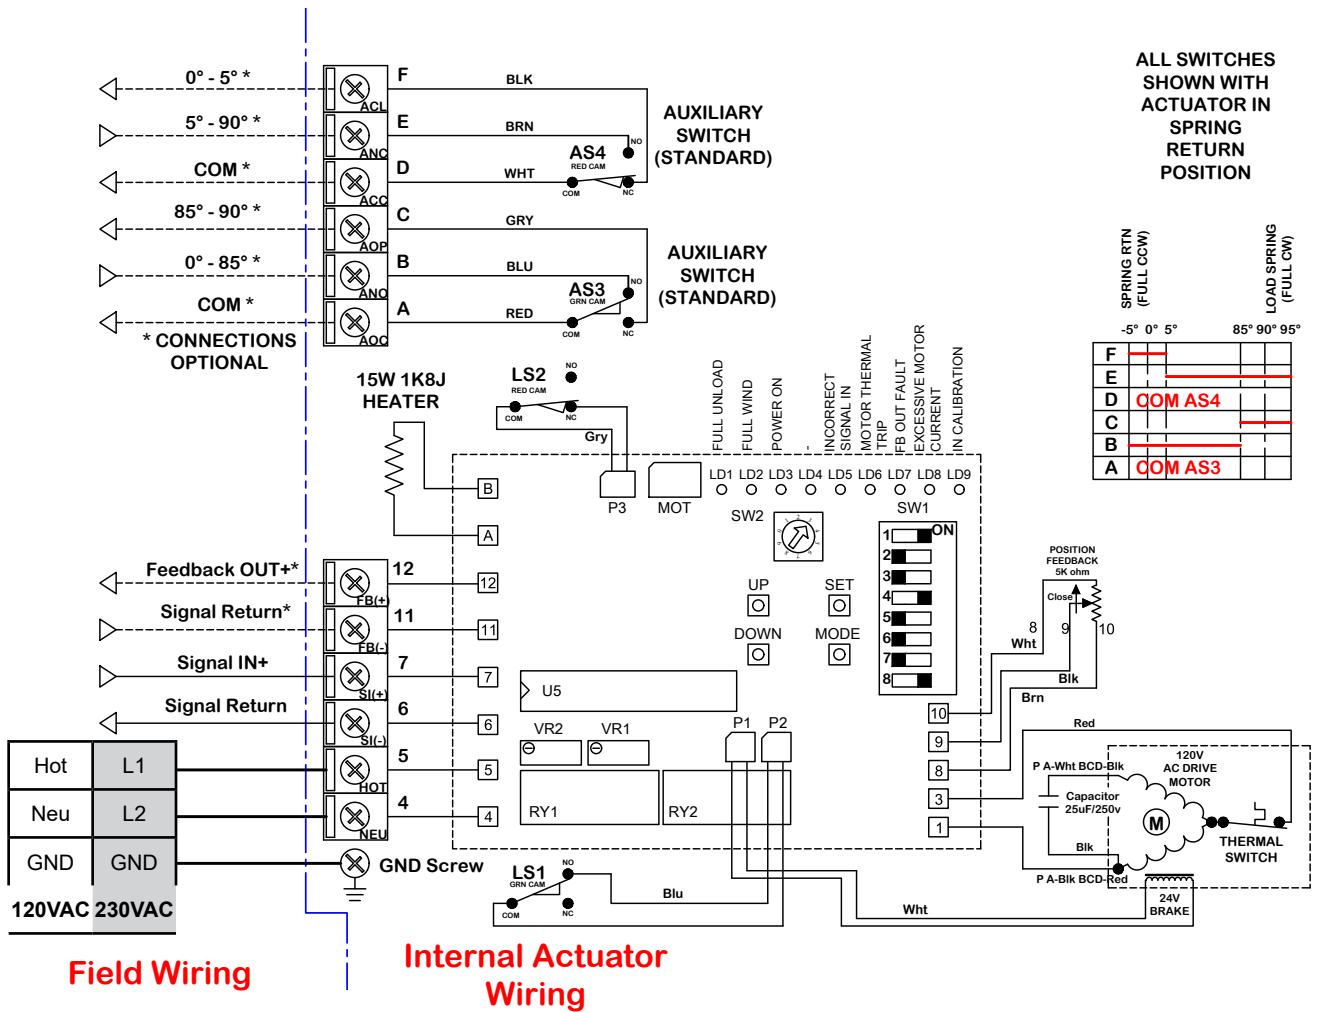 0° - 5° *
5° - 90° *
COM *
85° - 90° *
0° - 85° *
COM *
* CONNECTIONS
OPTIONAL
F
ACL
E
ANC
D
ACC
C
AOP
B
ANO
A
AOC
BLK
BRN
WHT
GRY
BLU
RED
AS4
RED CAM
NO
COM
NC
AUXILIARY
SWITCH
(STANDARD)
AS3
GRN CAM
NO
COM
NC
AUXILIARY
SWITCH
(STANDARD)
ALL SWITCHES
SHOWN WITH
ACTUATOR IN
SPRING
RETURN
POSITION
SPRING RTN
(FULL CCW)
LOAD SPRING
(FULL CW)
-5° 0° 5° 85° 90° 95°
F
E
D COM AS4
C
B
A COM AS3
15W 1K8J
HEATER
LS2
RED CAM
NO
COM
NC
Gry
P3
MOT
FULL UNLOAD
FULL WIND
POWER ON
-
INCORRECT
SIGNAL IN
MOTOR THERMAL
TRIP
FB OUT FAULT
EXCESSIVE MOTOR
CURRENT
IN CALIBRATION
LD1 LD2 LD3 LD4 LD5 LD6 LD7 LD8 LD9
SW2
SW1
ON
1
2
3
4
5
6
7
8
UP
SET
DOWN
MODE
B
A
12
11
7
6
5
4
Feedback OUT+*
Signal Return*
Signal IN+
Signal Return
12
FB(+)
11
FB(-)
7
SI(+)
6
SI(-)
5
HOT
4
NEU
GND Screw
Hot L1
Neu L2
GND GND
120VAC 230VAC
U5
VR2
VR1
P1
P2
RY1
RY2
10
9
8
3
1
POSITION
FEEDBACK
5K ohm
Close
8
9
10
Wht
Blk
Brn
Red
P A-Wht BCD-Blk
120V
AC DRIVE
MOTOR
Capacitor
25uF/250v
M
THERMAL
SWITCH
Blk
P A-Blk BCD-Red
24V
BRAKE
LS1
GRN CAM
NO
COM
NC
Blu
Wht
Field Wiring
Internal Actuator
Wiring